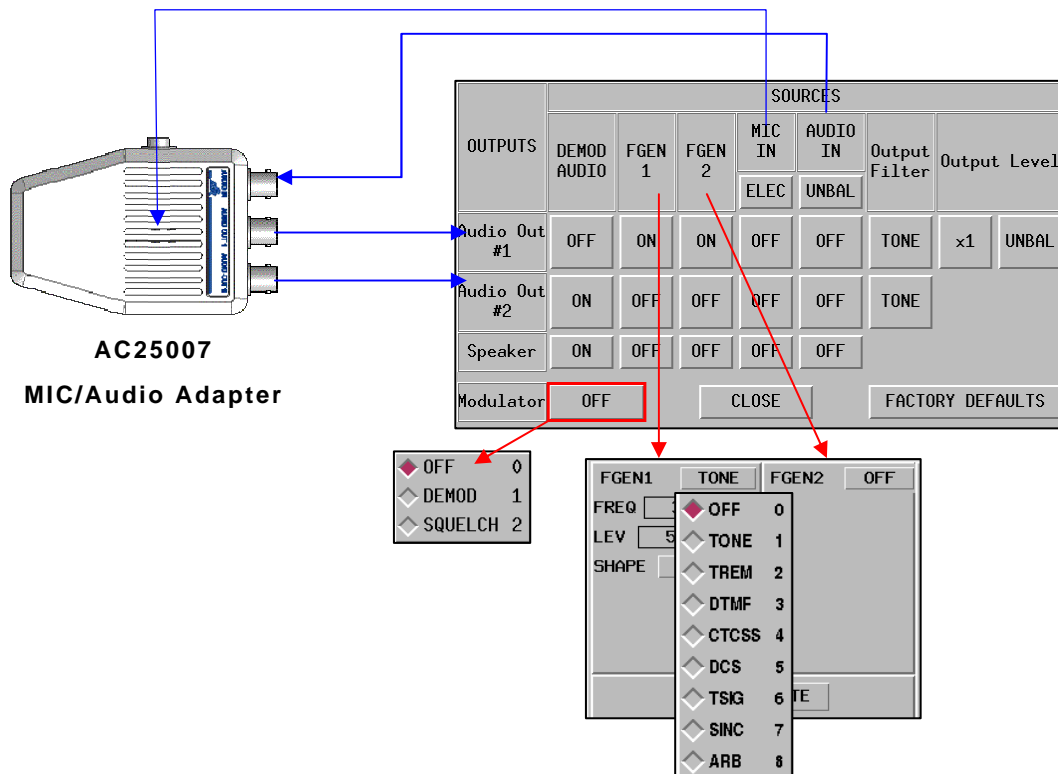 SOURCES
OUTPUTS
DEMOD AUDIO
FGEN 1
FGEN 2
MIC IN
ELEC
AUDIO IN
UNBAL
Output Filter
Output Level
Audio Out #1
OFF
ON
ON
OFF
OFF
TONE
x1
UNBAL
Audio Out #2
ON
OFF
OFF
OFF
OFF
TONE
Speaker
ON
OFF
OFF
OFF
OFF
Modulator
OFF
CLOSE
FACTORY DEFAULTS
AC25007
MIC/Audio Adapter
OFF 0
DEMOD 1
SQUELCH 2
FGEN1
TONE
FGEN2
OFF
FREQ
LEV 5
SHAPE
OFF 0
TONE 1
TREM 2
DTMF 3
CTCSS 4
DCS 5
TSIG 6
SINC 7
ARB 8
TE